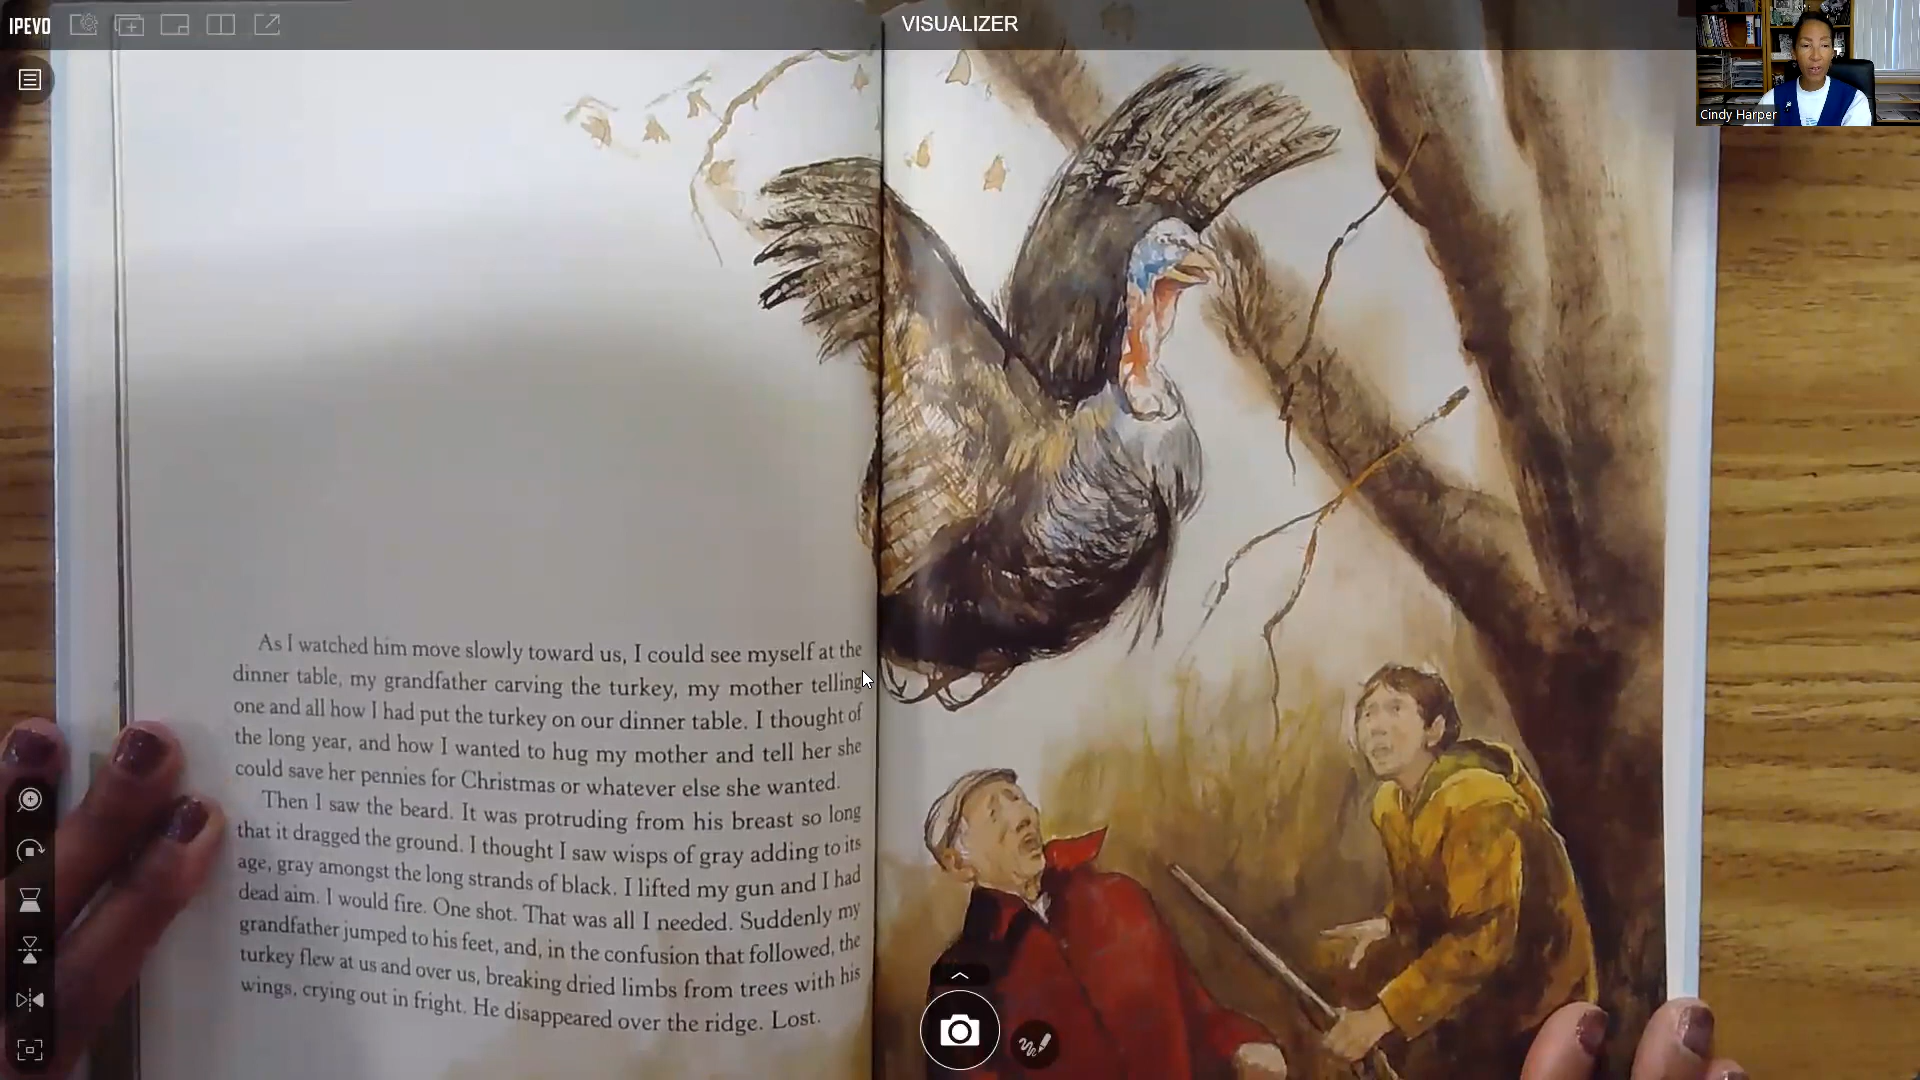 IPEVO
VISUALIZER
Cindy Harper
As I watched him move slowly toward us, I could see myself at the
dinner table, my grandfather carving the turkey, my mother telling
one and all how I had put the turkey on our dinner table. I thought of
the long year, and how I wanted to hug my mother and tell her she
could save her pennies for Christmas or whatever else she wanted.
Then I saw the beard. It was protruding from his breast so long
that it dragged the ground. I thought I saw wisps of gray adding to its
age, gray amongst the long strands of black. I lifted my gun and I had
dead aim. I would fire. One shot. That was all I needed. Suddenly my
grandfather jumped to his feet, and, in the confusion that followed, the
turkey flew at us and over us, breaking dried limbs from trees with his
wings, crying out in fright. He disappeared over the ridge. Lost.